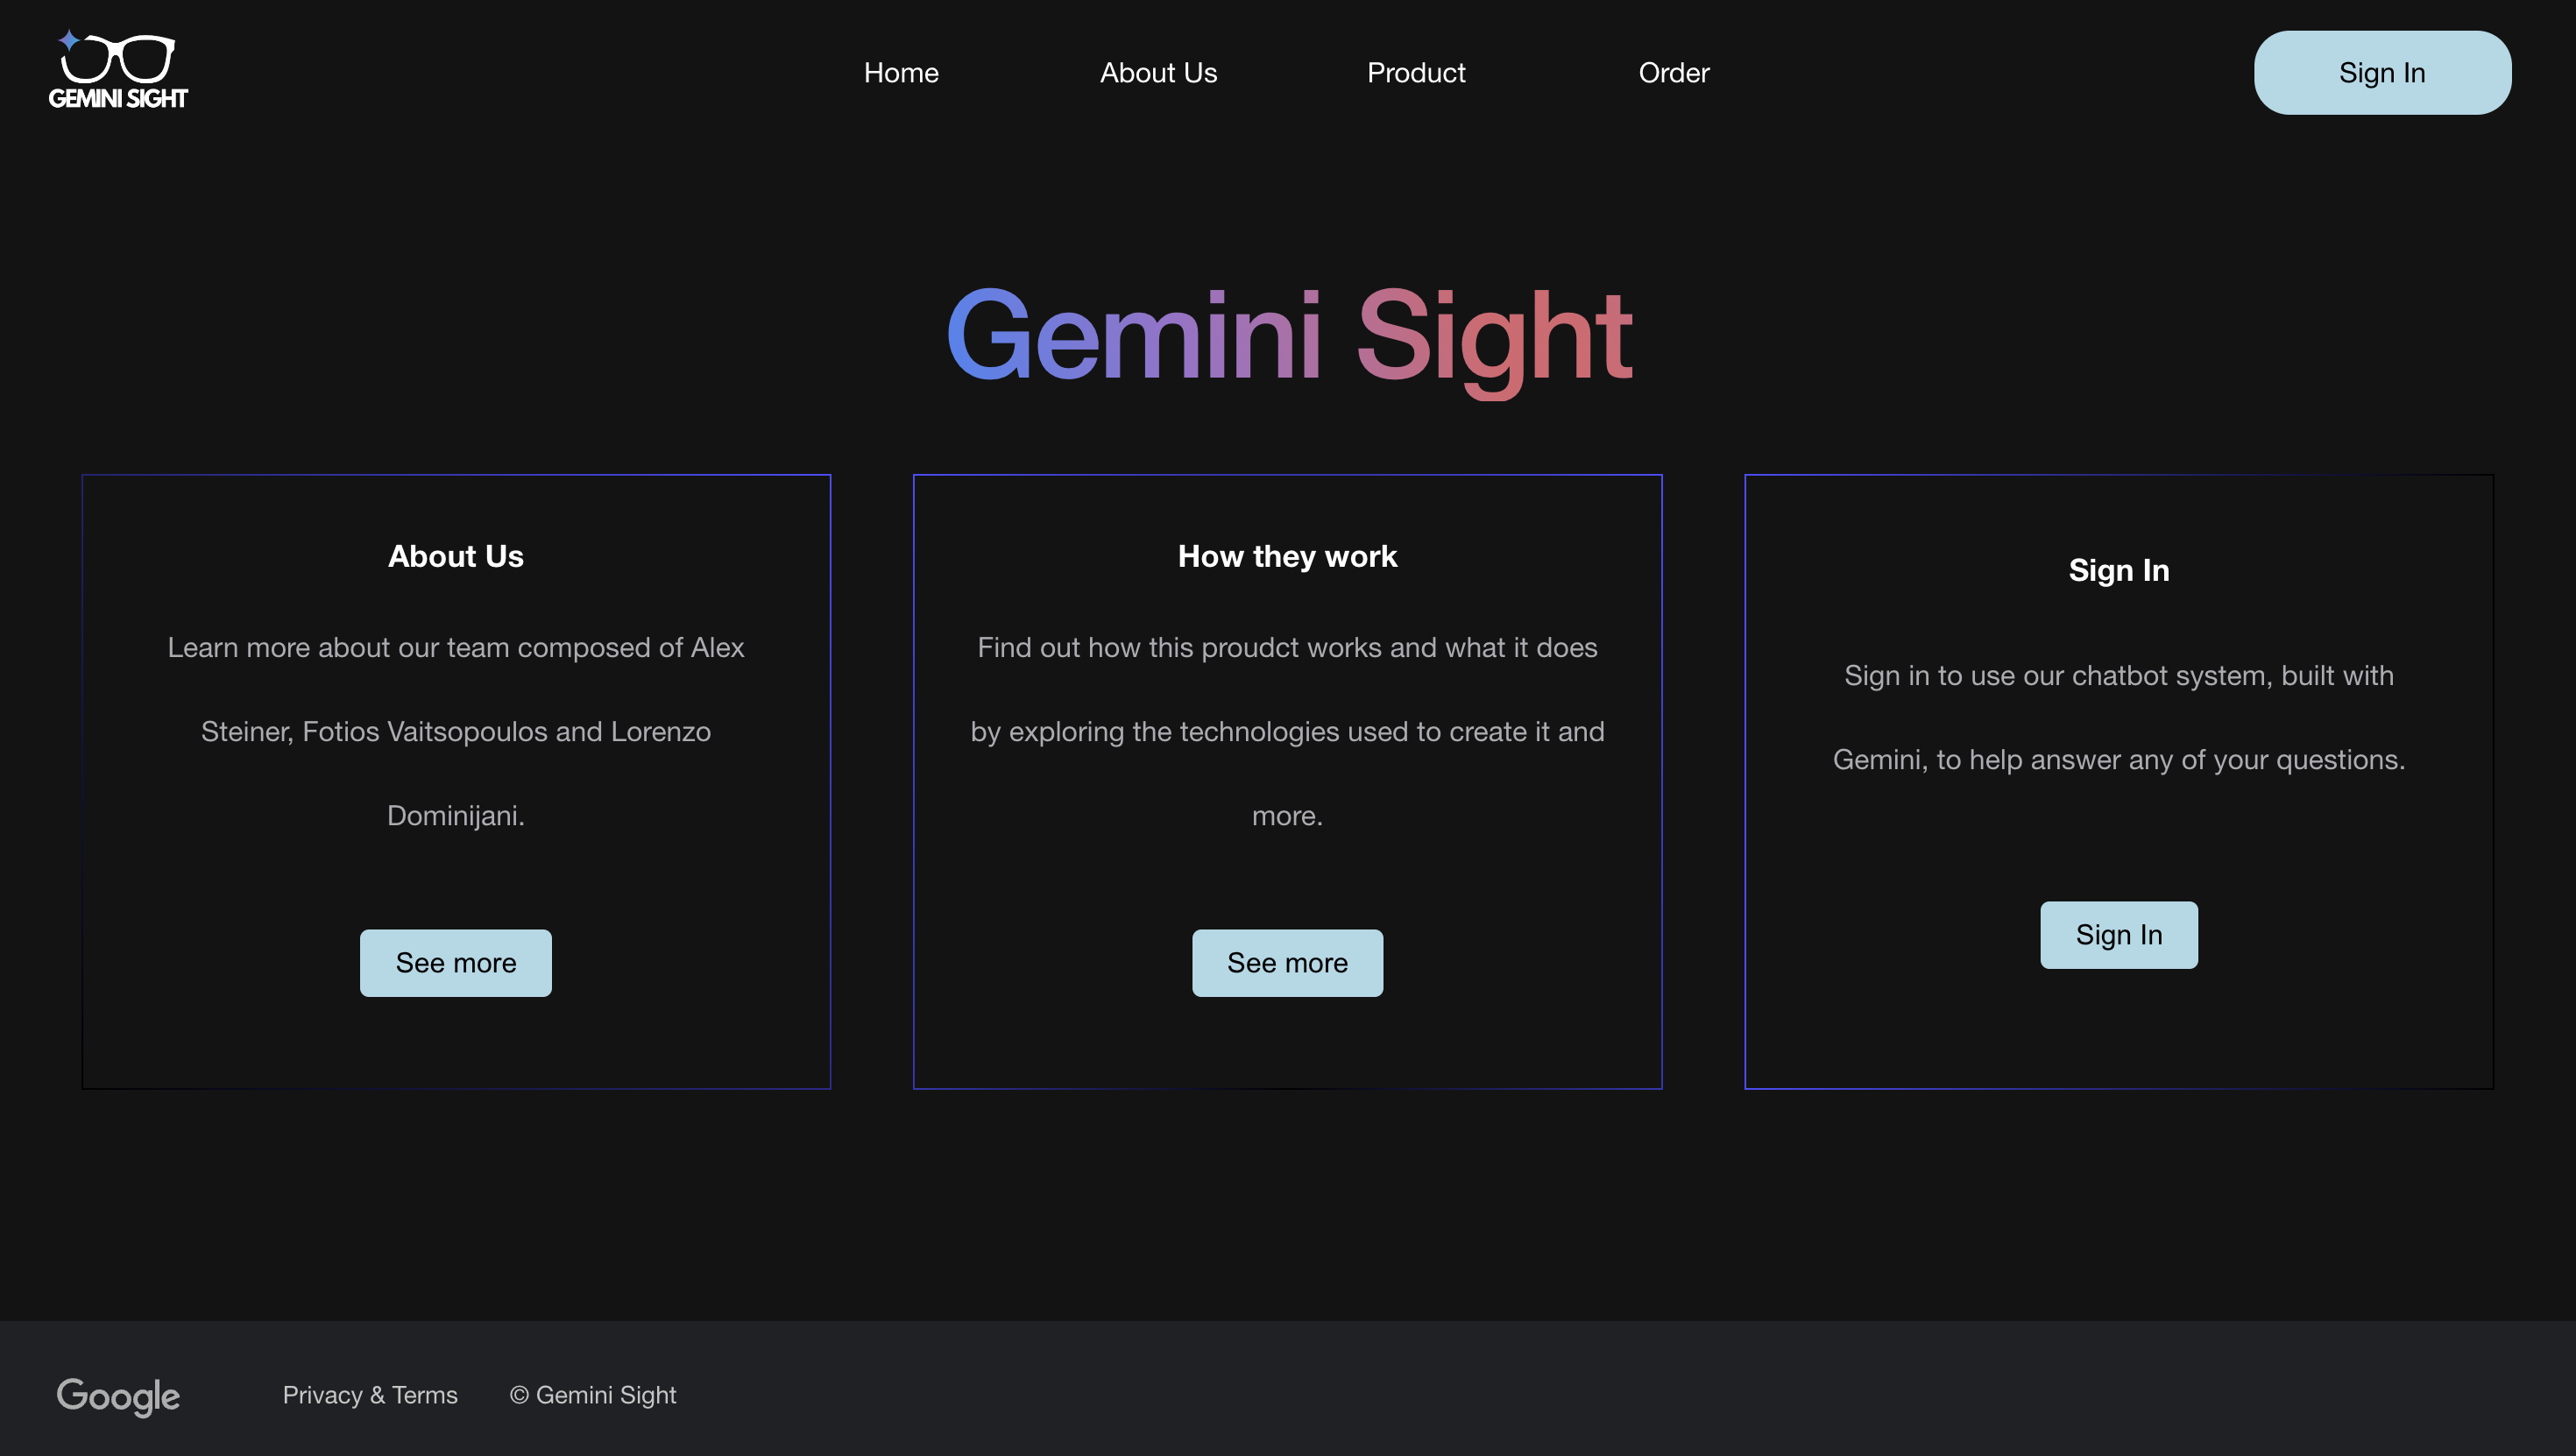 GEMINI SIGHT
Home
About Us
Product
Order
Sign In
Gemini Sight
About Us
Learn more about our team composed of Alex
Steiner, Fotios Vaitsopoulos and Lorenzo
Dominijani.
See more
How they work
Find out how this proudct works and what it does
by exploring the technologies used to create it and
more.
See more
Sign In
Sign in to use our chatbot system, built with
Gemini, to help answer any of your questions.
Sign In
Google
Privacy & Terms
© Gemini Sight